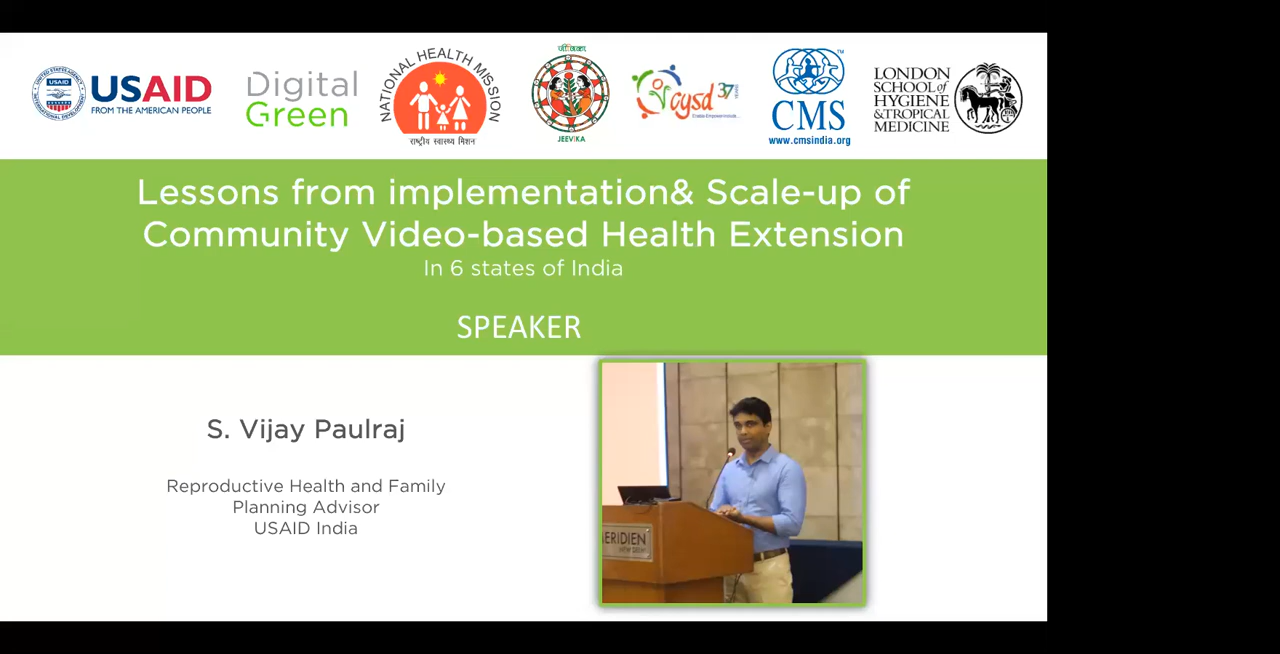 USAID
FROM THE AMERICAN PEOPLE
Digital
Green
NATIONAL HEALTH MISSION
राष्ट्रीय स्वास्थ्य मिशन
जीविका
JEEVIKA
cysd 37
CMS
TM
www.cmsindia.org
LONDON
SCHOOL of
HYGIENE
&TROPICAL
MEDICINE
Lessons from implementation& Scale-up of
Community Video-based Health Extension
In 6 states of India
SPEAKER
S. Vijay Paulraj
Reproductive Health and Family
Planning Advisor
USAID India
ERIDIEN